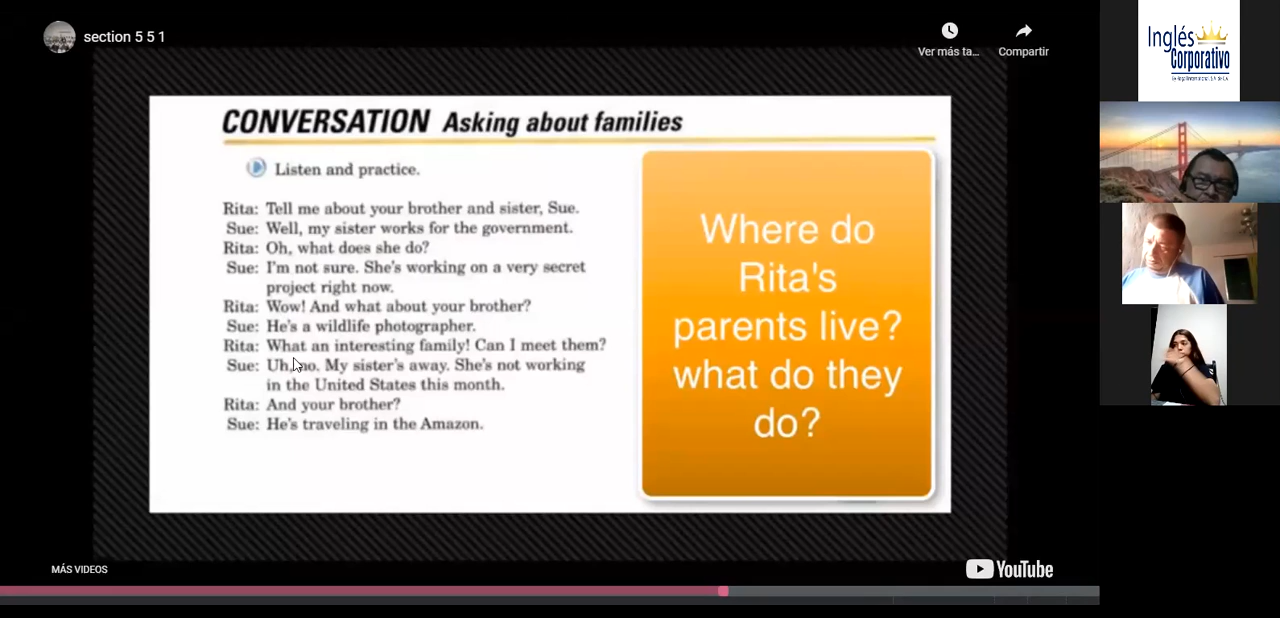 section 5 5 1
Ver más ta...
Compartir
Inglés
Corporativo
CONVERSATION Asking about families
Listen and practice.
Rita: Tell me about your brother and sister, Sue.
Sue: Well, my sister works for the government.
Rita: Oh, what does she do?
Sue: I'm not sure. She's working on a very secret
project right now.
Rita: Wow! And what about your brother?
Sue: He's a wildlife photographer.
Rita: What an interesting family! Can I meet them?
Sue: Uh, no. My sister's away. She's not working
in the United States this month.
Rita: And your brother?
Sue: He's traveling in the Amazon.
Where do
Rita's
parents live?
what do they
do?
MÁS VIDEOS
YouTube